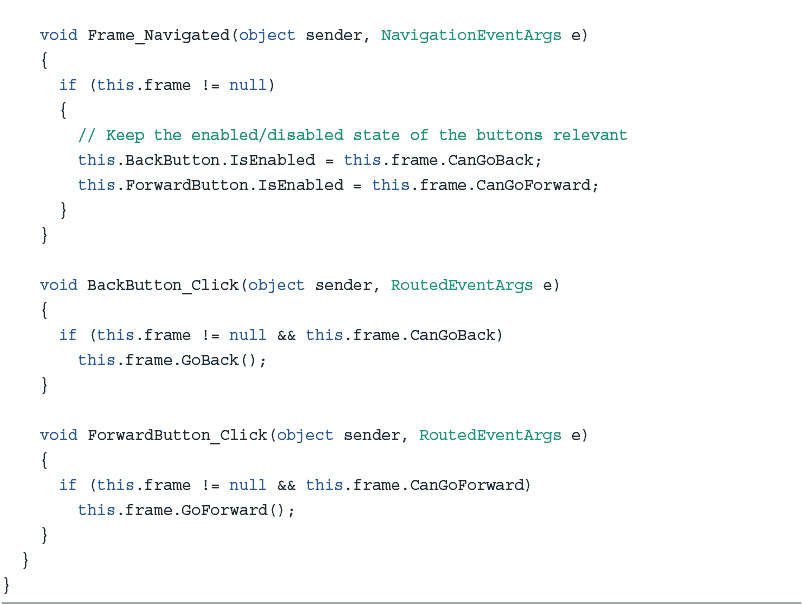 void Frame_Navigated(object sender, NavigationEventArgs e)
{
if (this.frame != null)
{
// Keep the enabled/disabled state of the buttons relevant
this.BackButton.IsEnabled = this.frame.CanGoBack;
this.ForwardButton.IsEnabled = this.frame.CanGoForward;
}
}
void BackButton_Click(object sender, RoutedEventArgs e)
{
if (this.frame != null && this.frame.CanGoBack)
this.frame.GoBack();
}
void ForwardButton_Click(object sender, RoutedEventArgs e)
{
if (this.frame != null && this.frame.CanGoForward)
this.frame.GoForward();
}
}
}